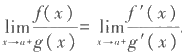 lim_{x→α+} f(x)/g(x) = lim_{x→α+} f′(x)/g′(x).